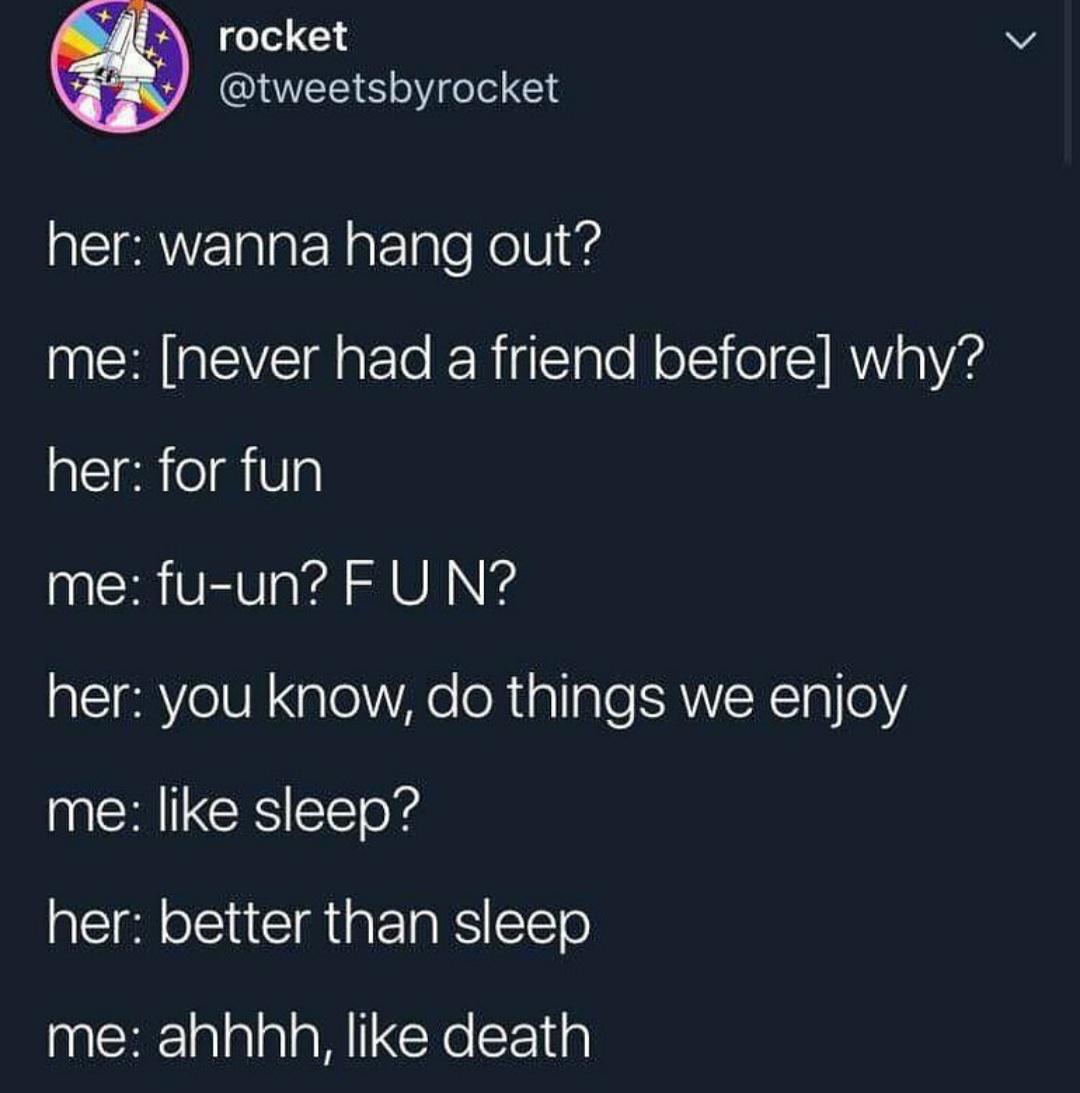 rocket
@tweetsbyrocket
her: wanna hang out?
me: [never had a friend before] why?
her: for fun
me: fu-un? F U N?
her: you know, do things we enjoy
me: like sleep?
her: better than sleep
me: ahhhh, like death